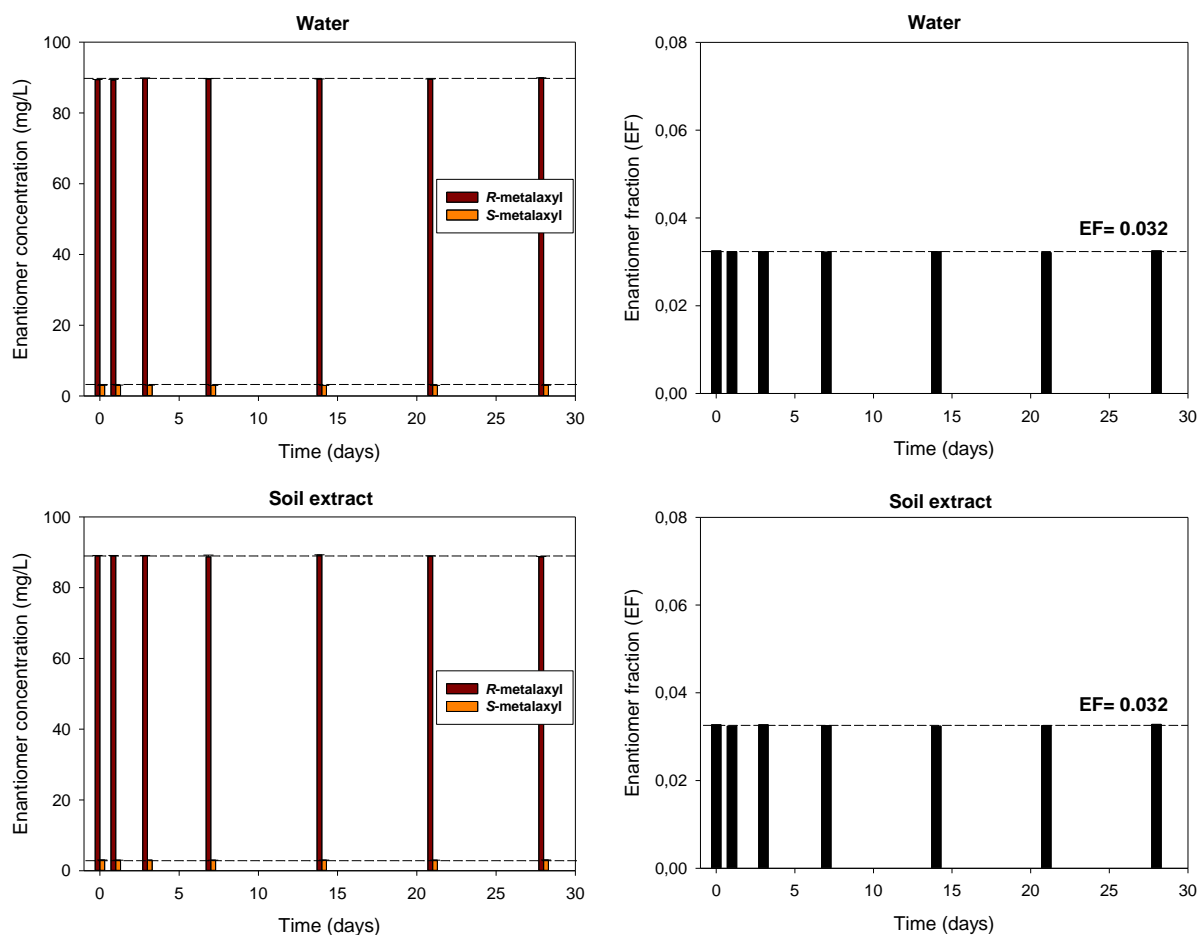 Water
100
80
60
40
20
0
Enantiomer concentration (mg/L)
R-metalaxyl
S-metalaxyl
0 5 10 15 20 25 30
Time (days)
Water
0,08
0,06
0,04
0,02
0,00
Enantiomer fraction (EF)
EF= 0.032
0 5 10 15 20 25 30
Time (days)
Soil extract
100
80
60
40
20
0
Enantiomer concentration (mg/L)
R-metalaxyl
S-metalaxyl
0 5 10 15 20 25 30
Time (days)
Soil extract
0,08
0,06
0,04
0,02
0,00
Enantiomer fraction (EF)
EF= 0.032
0 5 10 15 20 25 30
Time (days)